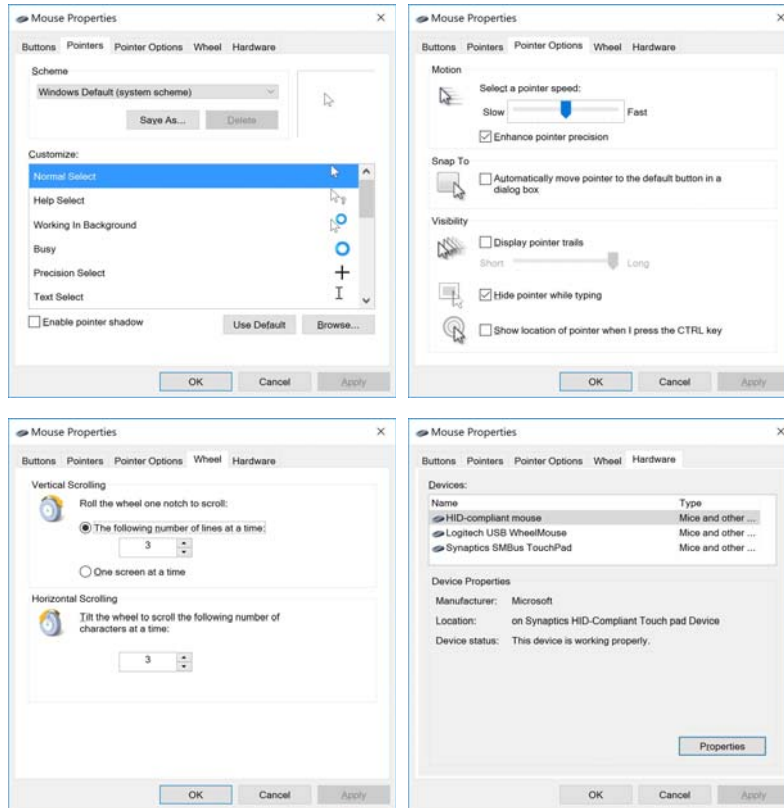 Mouse Properties
Buttons Pointers Pointer Options Wheel Hardware
Scheme
Windows Default (system scheme)
Save As... Delete
Customize:
Normal Select
Help Select
Working In Background
Busy
Precision Select
Text Select
Enable pointer shadow
Use Default Browse...
OK Cancel Apply
Mouse Properties
Buttons Pointers Pointer Options Wheel Hardware
Motion
Select a pointer speed:
Slow Fast
Enhance pointer precision
Snap To
Automatically move pointer to the default button in a
dialog box
Visibility
Display pointer trails
Short Long
Hide pointer while typing
Show location of pointer when I press the CTRL key
OK Cancel Apply
Mouse Properties
Buttons Pointers Pointer Options Wheel Hardware
Vertical Scrolling
Roll the wheel one notch to scroll:
The following number of lines at a time:
3
One screen at a time
Horizontal Scrolling
Tilt the wheel to scroll the following number of
characters at a time:
3
OK Cancel Apply
Mouse Properties
Buttons Pointers Pointer Options Wheel Hardware
Devices:
Name Type
HID-compliant mouse Mice and other ...
Logitech USB WheelMouse Mice and other ...
Synaptics SMBus TouchPad Mice and other ...
Device Properties
Manufacturer: Microsoft
Location: on Synaptics HID-Compliant Touch pad Device
Device status: This device is working properly.
Properties
OK Cancel Apply